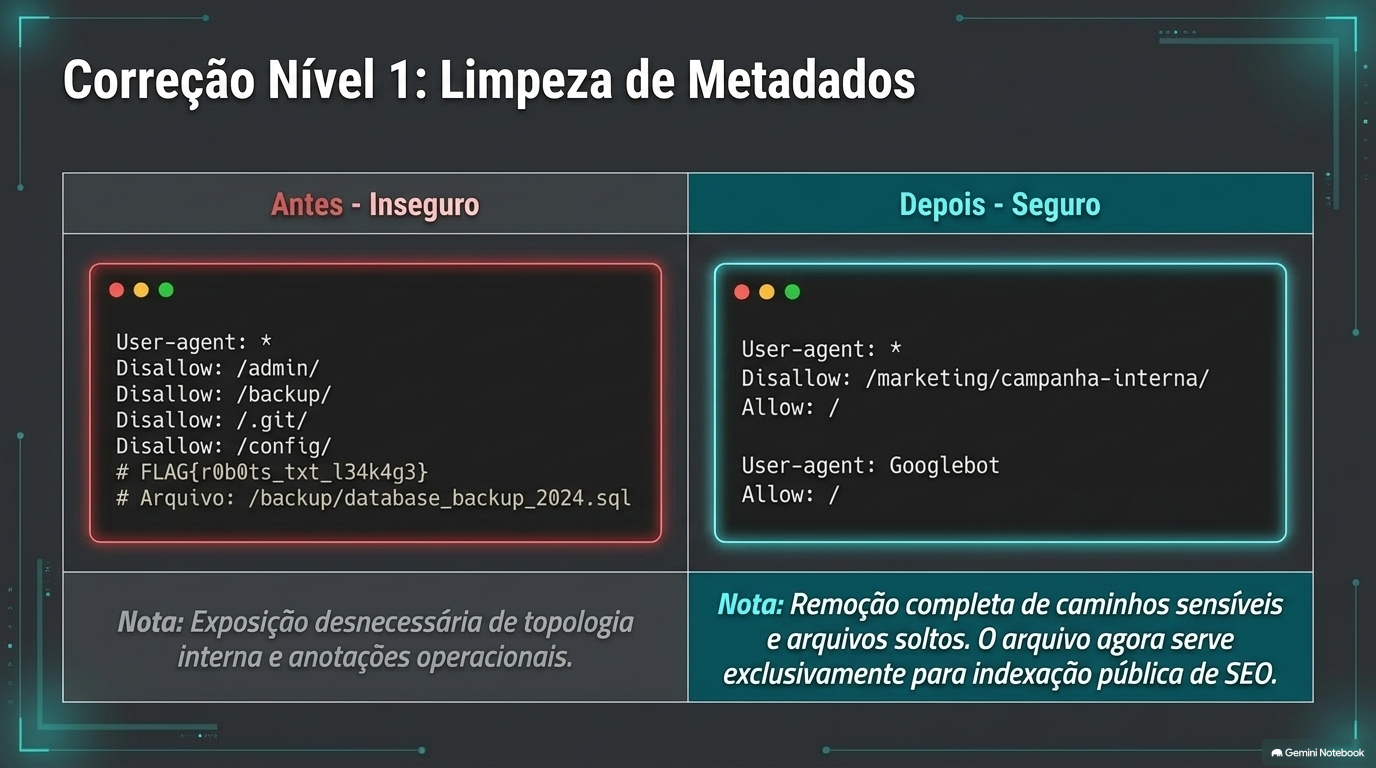 Correção Nível 1: Limpeza de Metadados
Antes - Inseguro
User-agent: *
Disallow: /admin/
Disallow: /backup/
Disallow: /.git/
Disallow: /config/
# FLAG{r0b0ts_txt_l34k4g3}
# Arquivo: /backup/database_backup_2024.sql
Nota: Exposição desnecessária de topologia
interna e anotações operacionais.
Depois - Seguro
User-agent: *
Disallow: /marketing/campanha-interna/
Allow: /
User-agent: Googlebot
Allow: /
Nota: Remoção completa de caminhos sensíveis
e arquivos soltos. O arquivo agora serve
exclusivamente para indexação pública de SEO.
Gemini Notebook